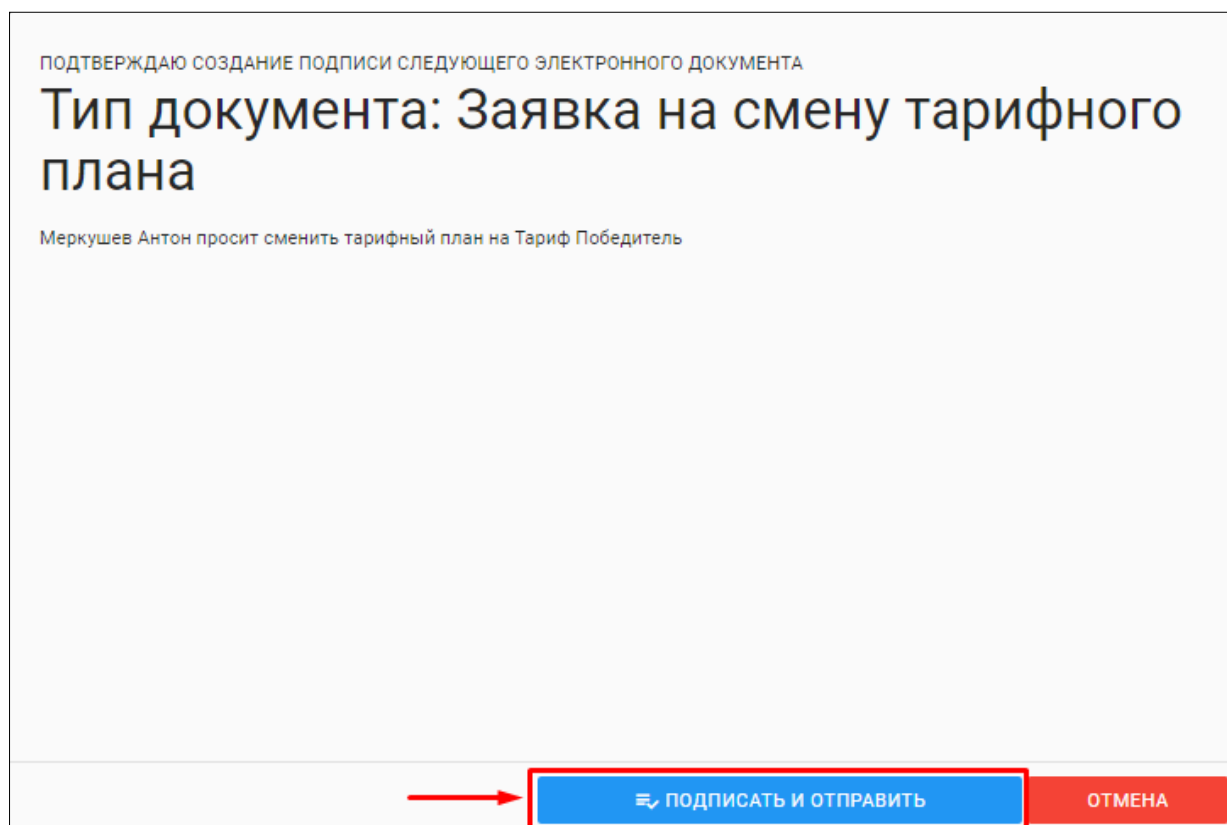 ПОДТВЕРЖДАЮ СОЗДАНИЕ ПОДПИСИ СЛЕДУЮЩЕГО ЭЛЕКТРОННОГО ДОКУМЕНТА
Тип документа: Заявка на смену тарифного
плана
Меркушев Антон просит сменить тарифный план на Тариф Победитель
ПОДПИСАТЬ И ОТПРАВИТЬ
ОТМЕНА